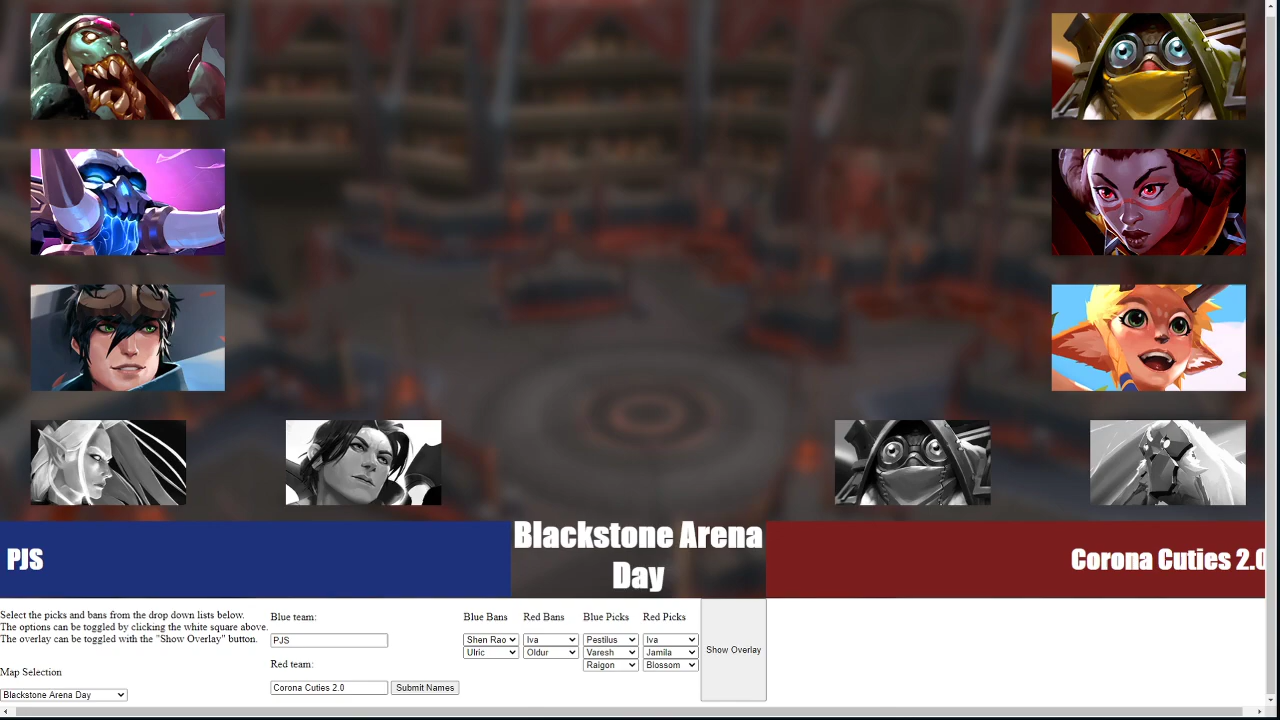 PJS
Blackstone Arena
Day
Corona Cuties 2.0
Select the picks and bans from the drop down lists below.
The options can be toggled by clicking the white square above.
The overlay can be toggled with the "Show Overlay" button.
Map Selection
Blackstone Arena Day
Blue team:
PJS
Red team:
Corona Cuties 2.0
Submit Names
Blue Bans Red Bans Blue Picks Red Picks
Shen Rao Iva Pestilus Iva
Ulric Oldur Varesh Jamila
Raigon Blossom
Show Overlay